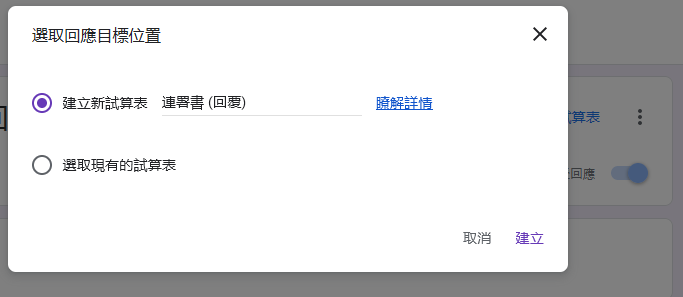 選取回應目標位置
建立新試算表 連署書 (回覆) 瞭解詳情
試算表
選取現有的試算表
回應
取消 建立